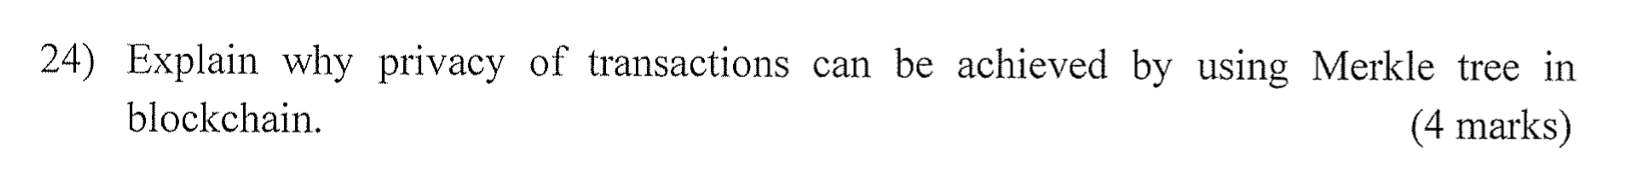 24) Explain why privacy of transactions can be achieved by using Merkle tree in
blockchain. (4 marks)